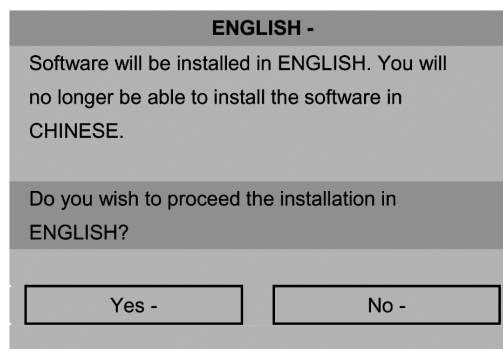 ENGLISH -
Software will be installed in ENGLISH. You will
no longer be able to install the software in
CHINESE.
Do you wish to proceed the installation in
ENGLISH?
Yes -
No -